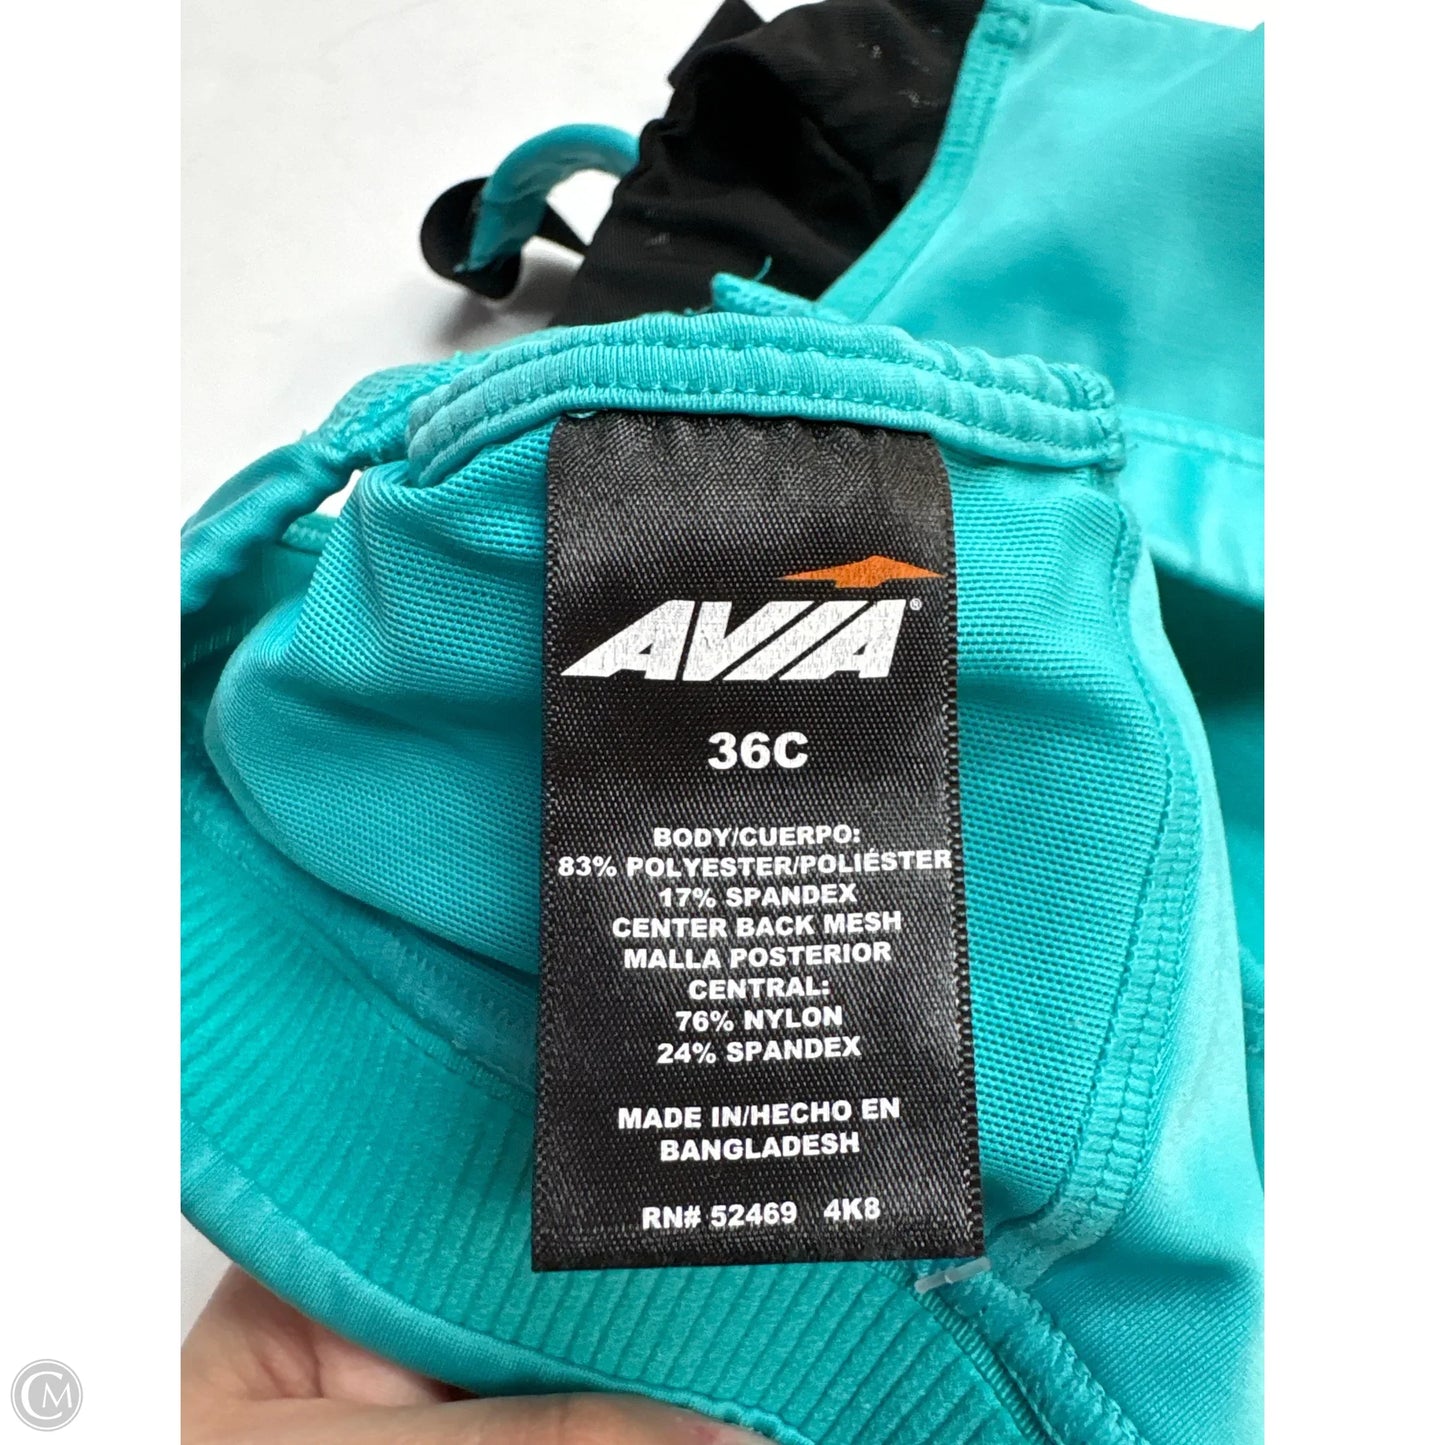 AVIA®
36C
BODY/CUERPO:
83% POLYESTER/POLIÉSTER
17% SPANDEX
CENTER BACK MESH
MALLA POSTERIOR
CENTRAL:
76% NYLON
24% SPANDEX
MADE IN/HECHO EN
BANGLADESH
RN# 52469 4K8
CM